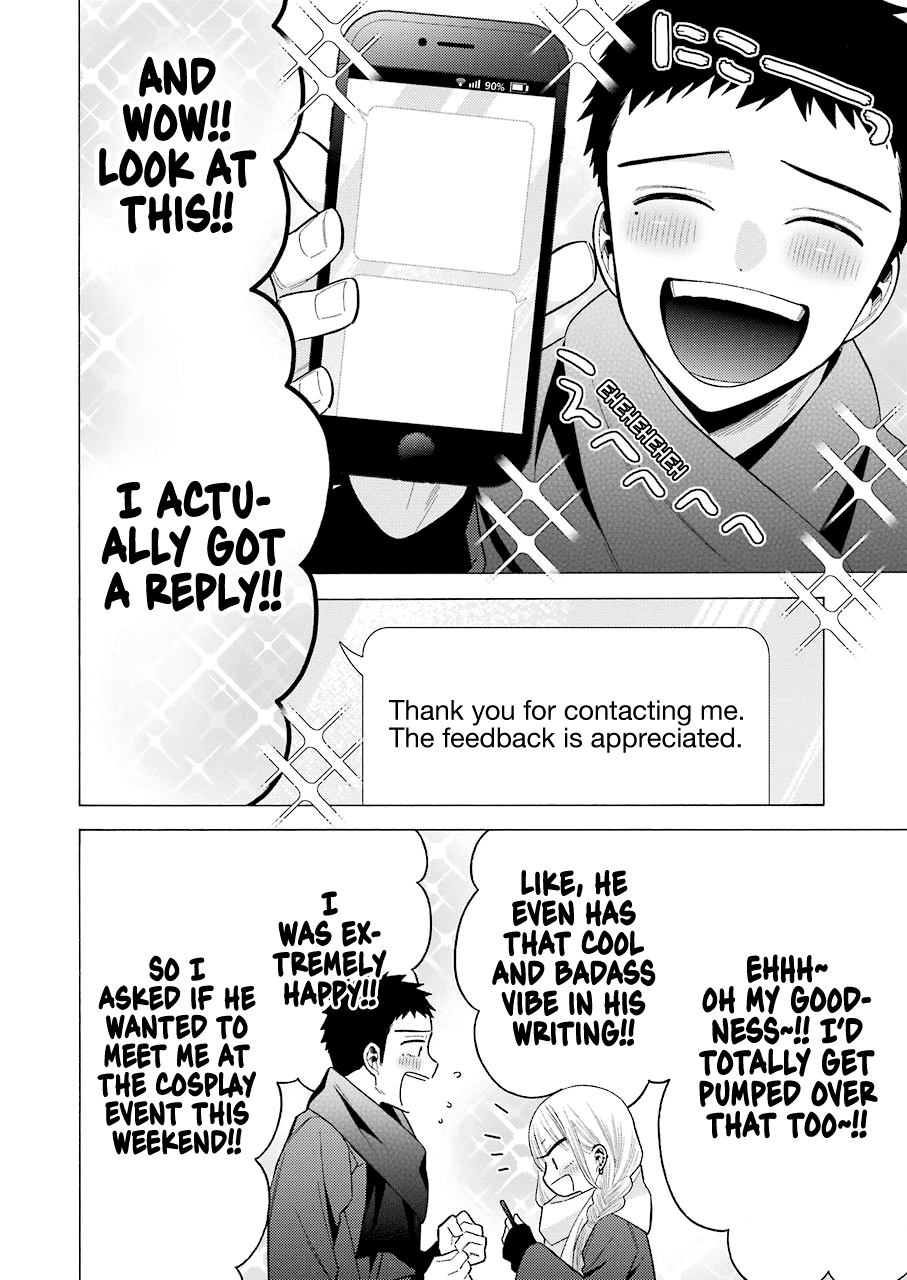 にこーっ
90%
AND
WOW!!
LOOK AT
THIS!!
EHEHEHEHEH
えへへへへへ
I ACTU-
ALLY GOT
A REPLY!!
Thank you for contacting me.
The feedback is appreciated.
EHHH~
OH MY GOOD-
NESS~!! I'D
TOTALLY GET
PUMPED OVER
THAT TOO~!!
LIKE, HE
EVEN HAS
THAT COOL
AND BADASS
VIBE IN HIS
WRITING!!
I
WAS EX-
TREMELY
HAPPY!!
SO I
ASKED IF HE
WANTED TO
MEET ME AT
THE COSPLAY
EVENT THIS
WEEKEND!!